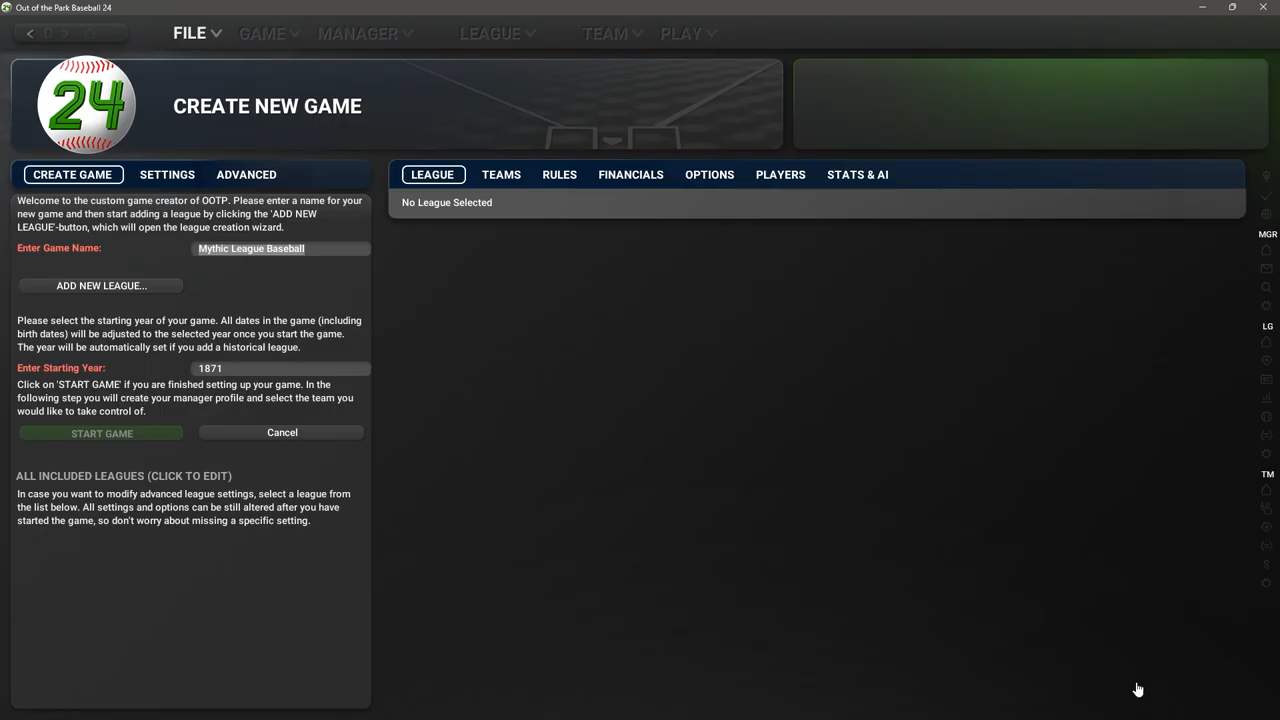 Out of the Park Baseball 24
FILE GAME MANAGER LEAGUE TEAM PLAY
24
CREATE NEW GAME
CREATE GAME SETTINGS ADVANCED
LEAGUE TEAMS RULES FINANCIALS OPTIONS PLAYERS STATS & AI
No League Selected
Welcome to the custom game creator of OOTP. Please enter a name for your
new game and then start adding a league by clicking the 'ADD NEW
LEAGUE'-button, which will open the league creation wizard.
Enter Game Name: Mythic League Baseball
ADD NEW LEAGUE...
Please select the starting year of your game. All dates in the game (including
birth dates) will be adjusted to the selected year once you start the game.
The year will be automatically set if you add a historical league.
Enter Starting Year: 1871
Click on 'START GAME' if you are finished setting up your game. In the
following step you will create your manager profile and select the team you
would like to take control of.
START GAME Cancel
ALL INCLUDED LEAGUES (CLICK TO EDIT)
In case you want to modify advanced league settings, select a league from
the list below. All settings and options can be still altered after you have
started the game, so don't worry about missing a specific setting.
MGR
LG
TM